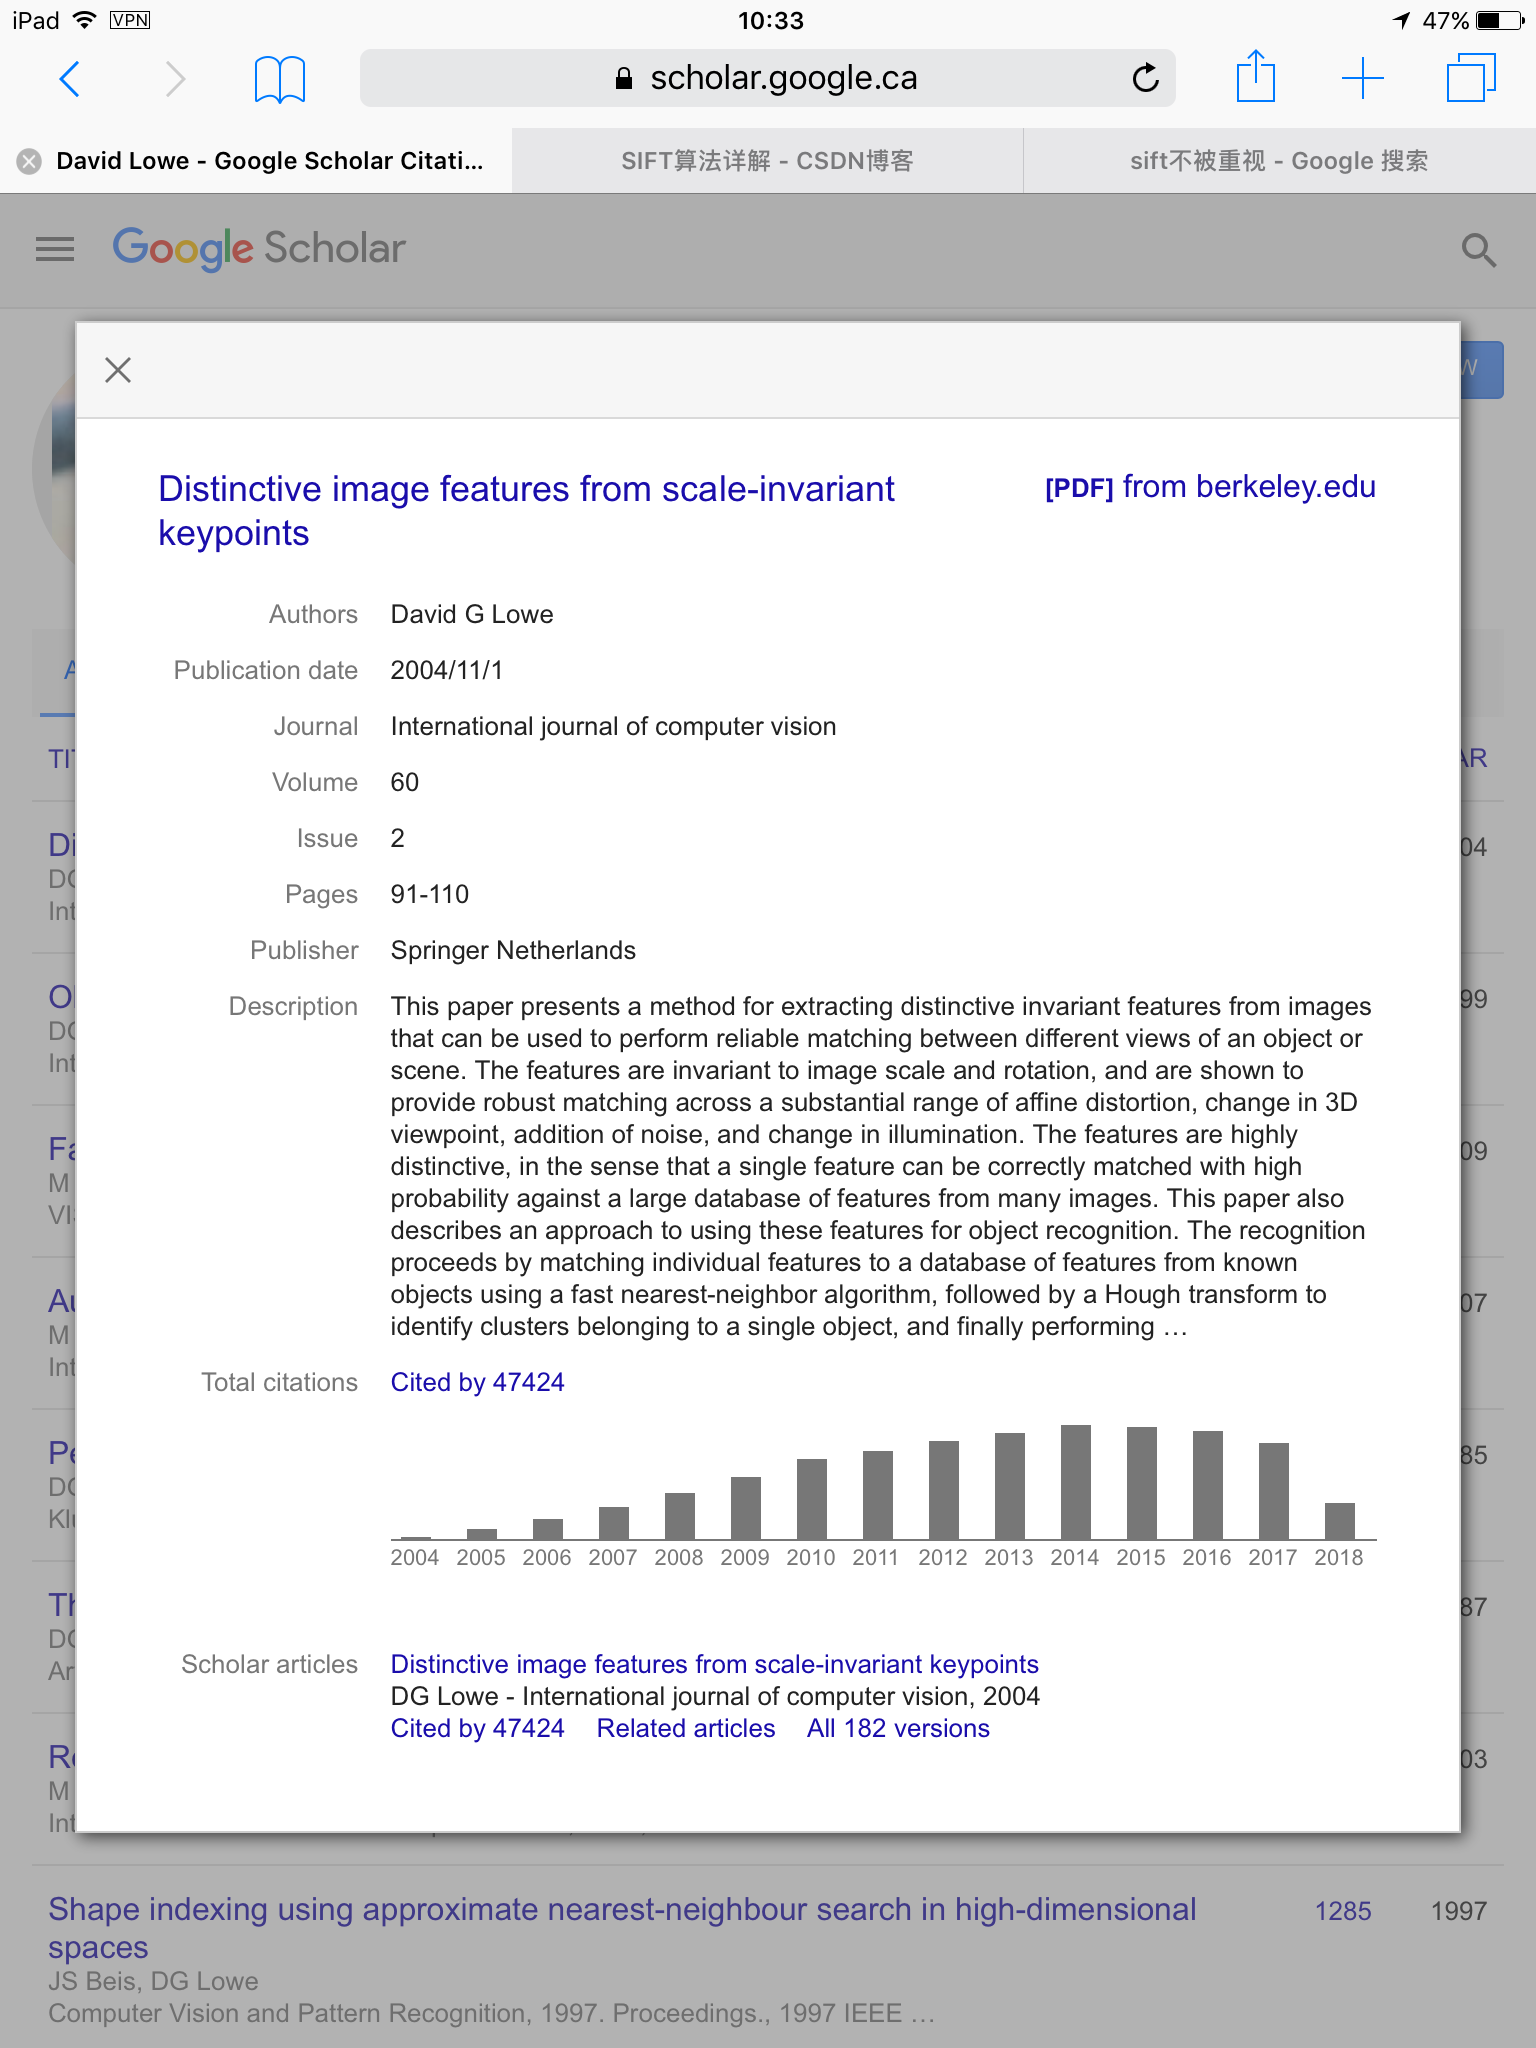 iPad VPN 10:33 47%
scholar.google.ca
David Lowe - Google Scholar Citati...
SIFT算法详解 - CSDN博客
sift不被重视 - Google 搜索
Google Scholar
Distinctive image features from scale-invariant
keypoints
[PDF] from berkeley.edu
Authors David G Lowe
Publication date 2004/11/1
Journal International journal of computer vision
Volume 60
Issue 2
Pages 91-110
Publisher Springer Netherlands
Description This paper presents a method for extracting distinctive invariant features from images
that can be used to perform reliable matching between different views of an object or
scene. The features are invariant to image scale and rotation, and are shown to
provide robust matching across a substantial range of affine distortion, change in 3D
viewpoint, addition of noise, and change in illumination. The features are highly
distinctive, in the sense that a single feature can be correctly matched with high
probability against a large database of features from many images. This paper also
describes an approach to using these features for object recognition. The recognition
proceeds by matching individual features to a database of features from known
objects using a fast nearest-neighbor algorithm, followed by a Hough transform to
identify clusters belonging to a single object, and finally performing …
Total citations Cited by 47424
2004 2005 2006 2007 2008 2009 2010 2011 2012 2013 2014 2015 2016 2017 2018
Scholar articles Distinctive image features from scale-invariant keypoints
DG Lowe - International journal of computer vision, 2004
Cited by 47424 Related articles All 182 versions
Shape indexing using approximate nearest-neighbour search in high-dimensional 1285 1997
spaces
JS Beis, DG Lowe
Computer Vision and Pattern Recognition, 1997. Proceedings., 1997 IEEE …